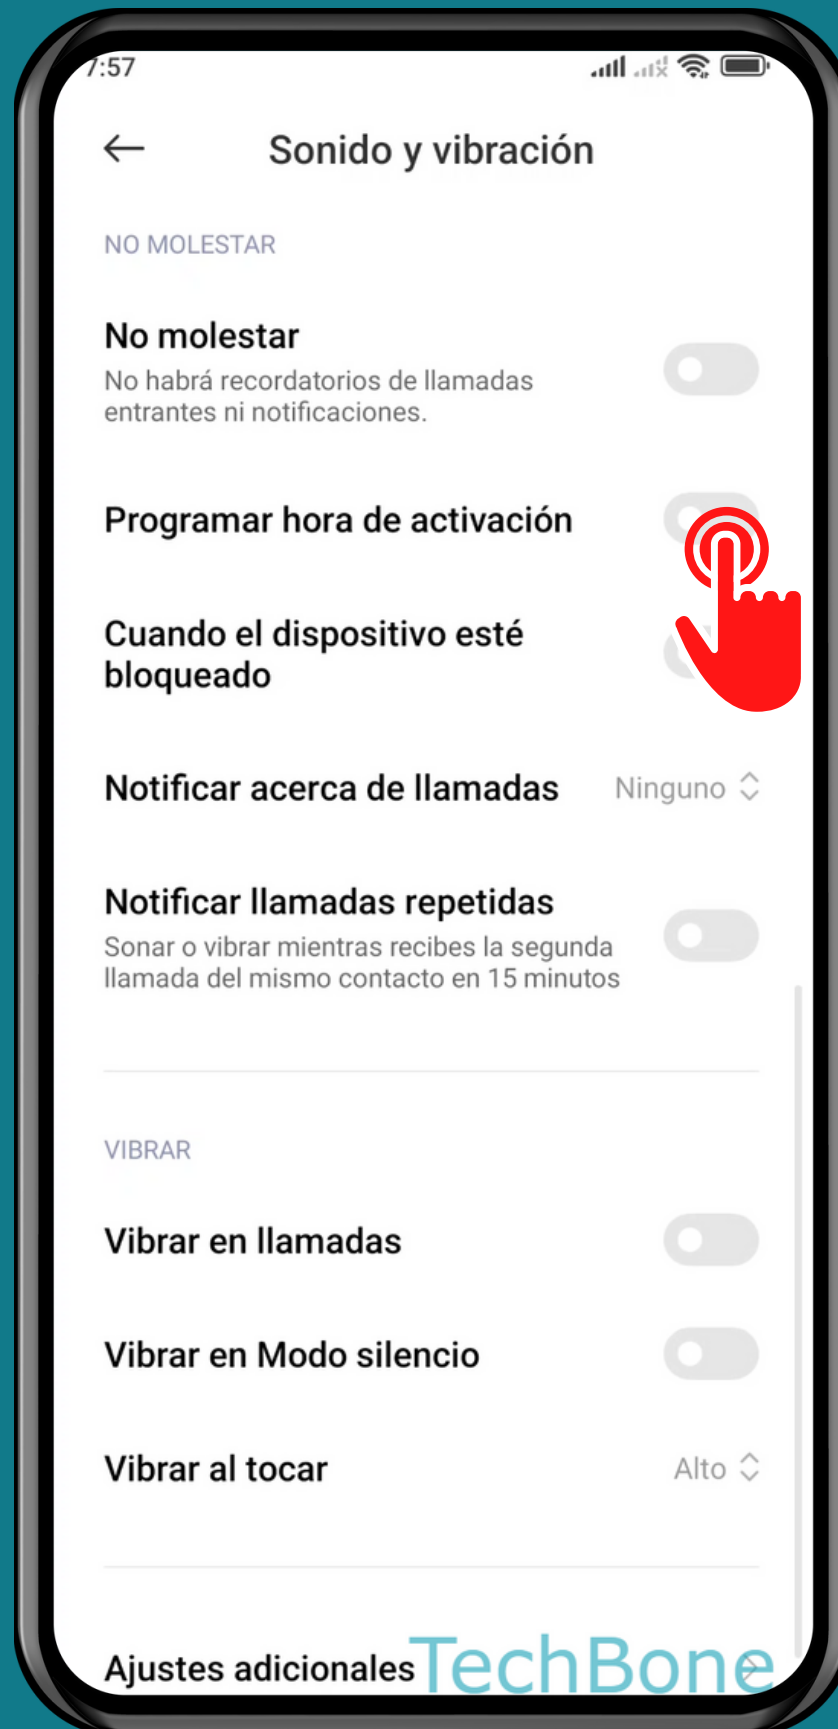 7:57
Sonido y vibración
NO MOLESTAR
No molestar
No habrá recordatorios de llamadas
entrantes ni notificaciones.
Programar hora de activación
Cuando el dispositivo esté
bloqueado
Notificar acerca de llamadas
Ninguno
Notificar llamadas repetidas
Sonar o vibrar mientras recibes la segunda
llamada del mismo contacto en 15 minutos
VIBRAR
Vibrar en llamadas
Vibrar en Modo silencio
Vibrar al tocar
Alto
Ajustes adicionales
TechBone